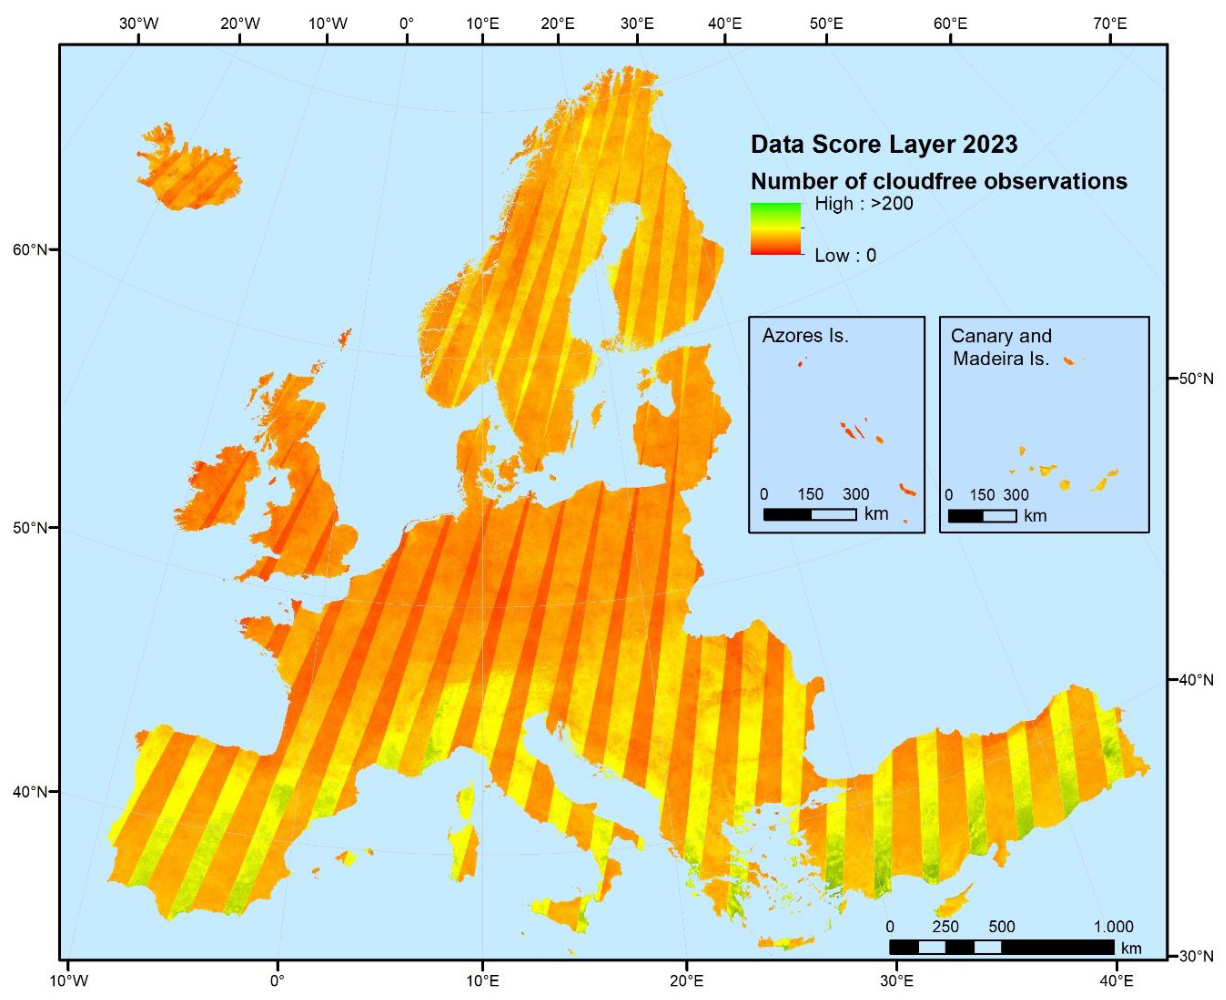 30°W 20°W 10°W 0° 10°E 20°E 30°E 40°E 50°E 60°E 70°E
Data Score Layer 2023
Number of cloudfree observations
High : >200
Low : 0
60°N
Azores Is.
0 150 300
km
Canary and
Madeira Is.
0 150 300
km
50°N
50°N
40°N
40°N
0 250 500 1.000
km
30°N
10°W 0° 10°E 20°E 30°E 40°E